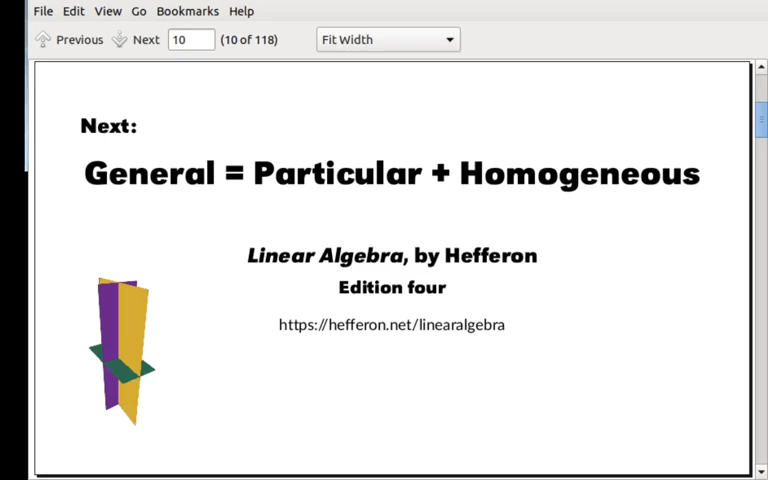 File Edit View Go Bookmarks Help
Previous Next 10 (10 of 118) Fit Width
Next:
General = Particular + Homogeneous
Linear Algebra, by Hefferon
Edition four
https://hefferon.net/linearalgebra